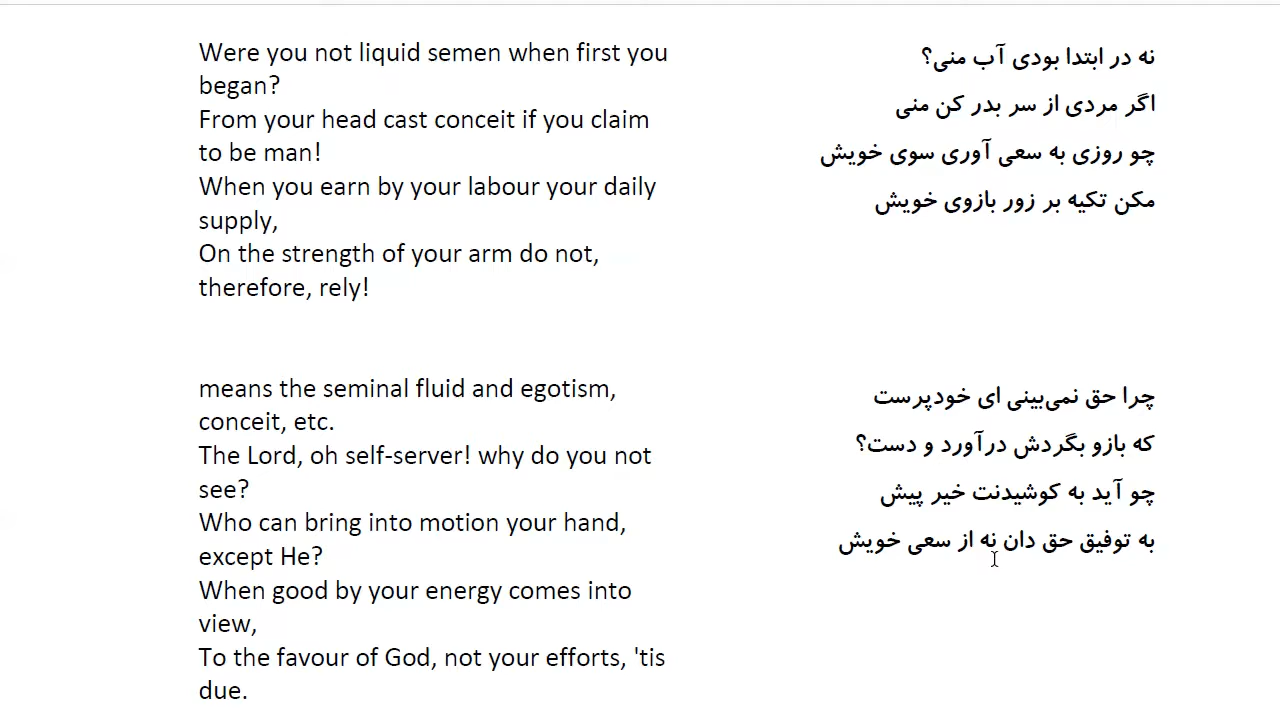 Were you not liquid semen when first you
began?
From your head cast conceit if you claim
to be man!
When you earn by your labour your daily
supply,
On the strength of your arm do not,
therefore, rely!
means the seminal fluid and egotism,
conceit, etc.
The Lord, oh self-server! why do you not
see?
Who can bring into motion your hand,
except He?
When good by your energy comes into
view,
To the favour of God, not your efforts, 'tis
due.
نه در ابتدا بودی آب منی؟
اگر مردی از سر بدر کن منی
چو روزی به سعی آوری سوی خویش
مکن تکیه بر زور بازوی خویش
چرا حق نمی‌بینی ای خودپرست
که بازو بگردش درآورد و دست؟
چو آید به کوشیدنت خیر پیش
به توفیق حق دان نه از سعی خویش